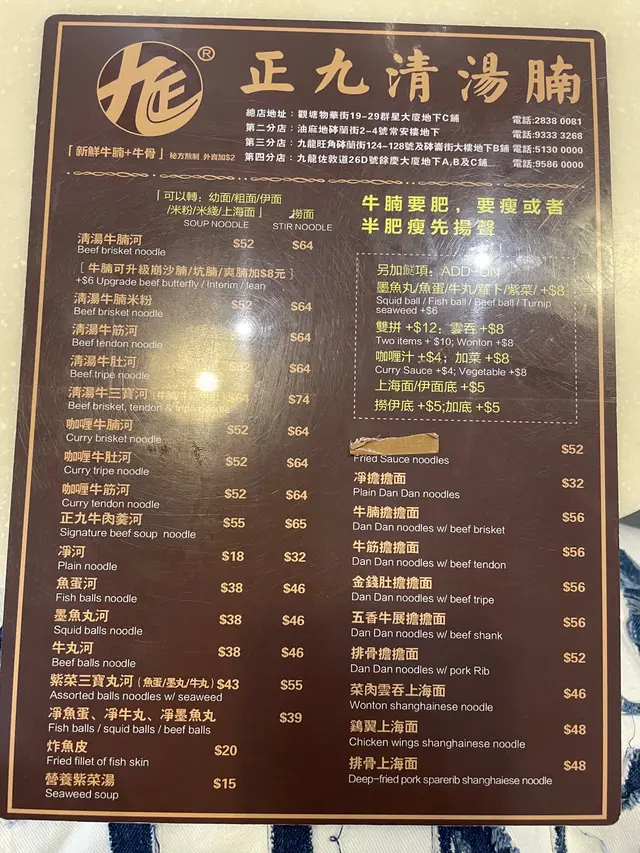 九正 ®
正九清湯腩
總店地址：觀塘物華街19-29群星大廈地下C舖 電話:2838 0081
第二分店：油麻地砵蘭街2-4號常安樓地下 電話:9333 3268
第三分店：九龍旺角砵蘭街124-128號及砵崙街大樓地下B舖 電話:5130 0000
「新鮮牛腩+牛骨」秘方熬制 外賣加$2 第四分店：九龍佐敦道26D號餘慶大廈地下A,B及C舖 電話:9586 0000
「可以轉：幼面/粗面/伊面
/米粉/米綫/上海面」 撈面
SOUP NOODLE STIR NOODLE
清湯牛腩河 $52 $64
Beef brisket noodle
[ 牛腩可升級崩沙腩/坑腩/爽腩加$8元 ]
+$6 Upgrade beef butterfly / Interim / lean
清湯牛腩米粉 $52 $64
Beef brisket noodle
清湯牛筋河 $64
Beef tendon noodle
清湯牛肚河 $64
Beef tripe noodle
清湯牛三寶河 $64 $74
Beef brisket, tendon & tripe noodle
咖喱牛腩河 $52 $64
Curry brisket noodle
咖喱牛肚河 $52 $64
Curry tripe noodle
咖喱牛筋河 $52 $64
Curry tendon noodle
正九牛肉羹河 $55 $65
Signature beef soup noodle
凈河 $18 $32
Plain noodle
魚蛋河 $38 $46
Fish balls noodle
墨魚丸河 $38 $46
Squid balls noodle
牛丸河 $38 $46
Beef balls noodle
紫菜三寶丸河（魚蛋/墨丸/牛丸） $43 $55
Assorted balls noodles w/ seaweed
凈魚蛋、凈牛丸、凈墨魚丸 $39
Fish balls / squid balls / beef balls
炸魚皮 $20
Fried fillet of fish skin
營養紫菜湯 $15
Seaweed soup
牛腩要肥，要瘦或者
半肥瘦先揚聲
另加餸項：ADD-ON
墨魚丸/魚蛋/牛丸/蘿卜/紫菜/ +$8
Squid ball / Fish ball / Beef ball / Turnip
seaweed +$6
雙拼 +$12；雲吞 +$8
Two items + $10; Wonton +$8
咖喱汁 +$4；加菜 +$8
Curry Sauce +$4; Vegetable +$8
上海面/伊面底 +$5
撈伊底 +$5;加底 +$5
Fried Sauce noodles $52
凈擔擔面 $32
Plain Dan Dan noodles
牛腩擔擔面 $56
Dan Dan noodles w/ beef brisket
牛筋擔擔面 $56
Dan Dan noodles w/ beef tendon
金錢肚擔擔面 $56
Dan Dan noodles w/ beef tripe
五香牛展擔擔面 $56
Dan Dan noodles w/ beef shank
排骨擔擔面 $52
Dan Dan noodles w/ pork Rib
菜肉雲吞上海面 $46
Wonton shanghainese noodle
鷄翼上海面 $48
Chicken wings shanghainese noodle
排骨上海面 $48
Deep-fried pork sparerib shanghaiese noodle